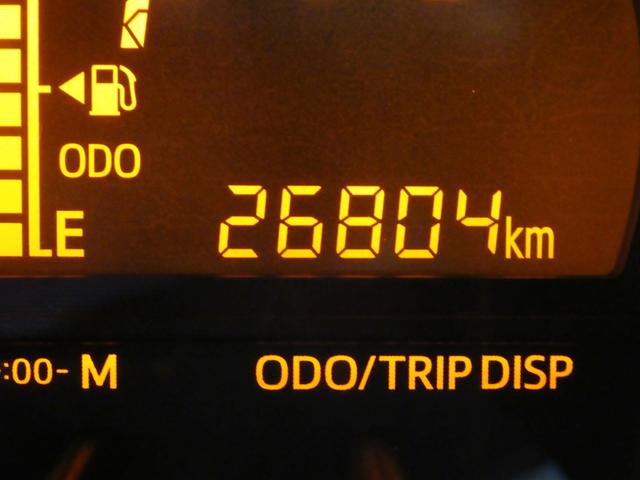 ODO
E
26804km
:00- M
ODO/TRIP DISP